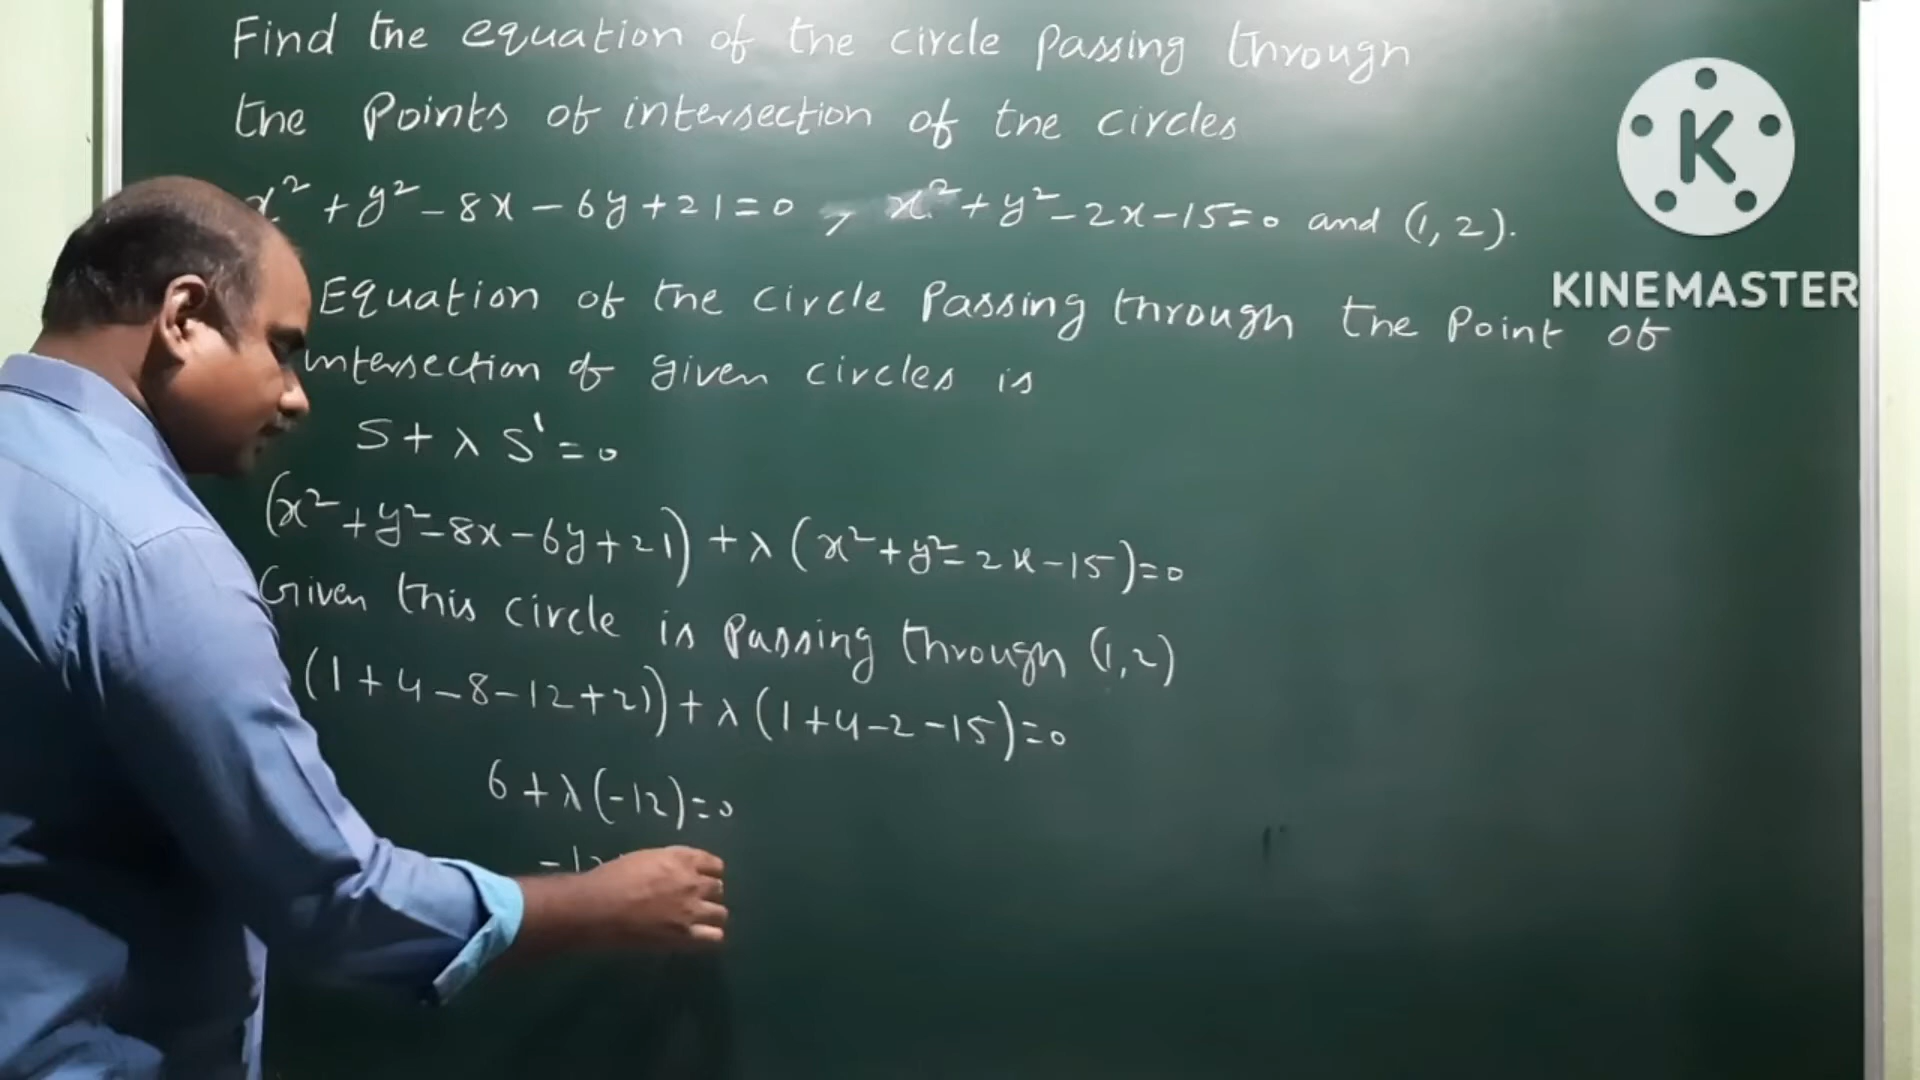 Find the equation of the circle passing through
the Points of intersection of the circles
x² + y² - 8x - 6y + 21 = 0 , x² + y² - 2x - 15 = 0 and (1, 2).
K
KINEMASTER
Equation of the circle Passing through the Point of
intersection of given circles is
S + λ S' = 0
(x² + y² - 8x - 6y + 21) + λ (x² + y² - 2x - 15) = 0
Given this circle is Passing through (1, 2)
(1 + 4 - 8 - 12 + 21) + λ (1 + 4 - 2 - 15) = 0
6 + λ (-12) = 0